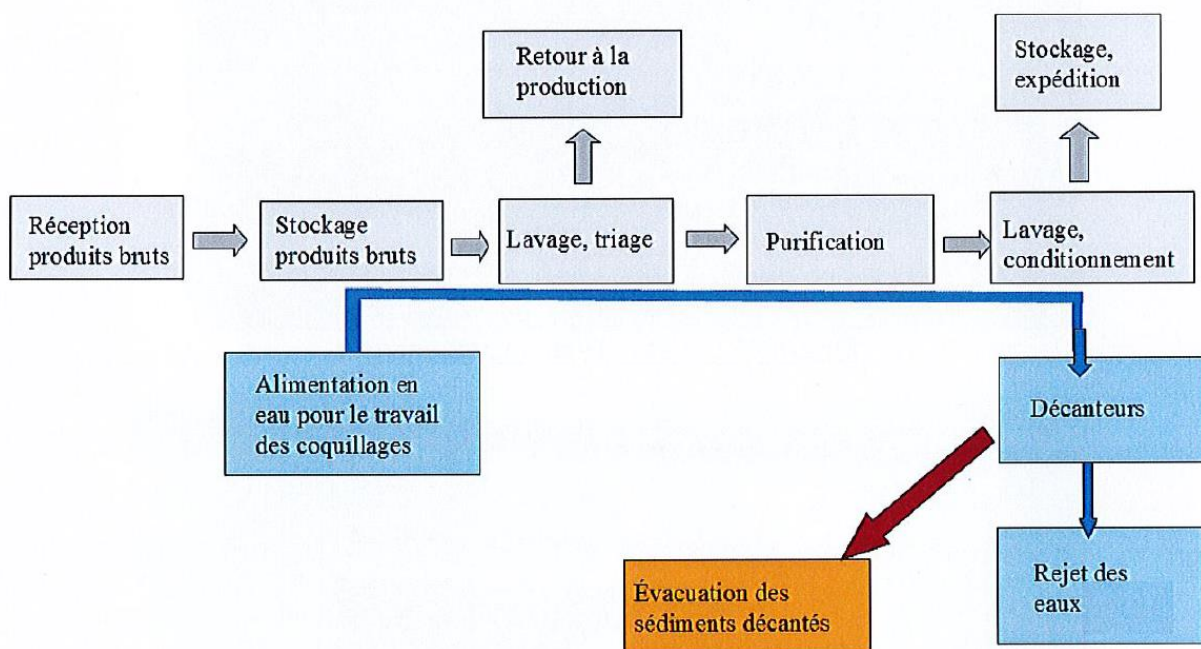 Retour à la
production
Stockage,
expédition
Réception
produits bruts
Stockage
produits bruts
Lavage, triage
Purification
Lavage,
conditionnement
Alimentation en
eau pour le travail
des coquillages
Décanteurs
Évacuation des
sédiments décantés
Rejet des
eaux